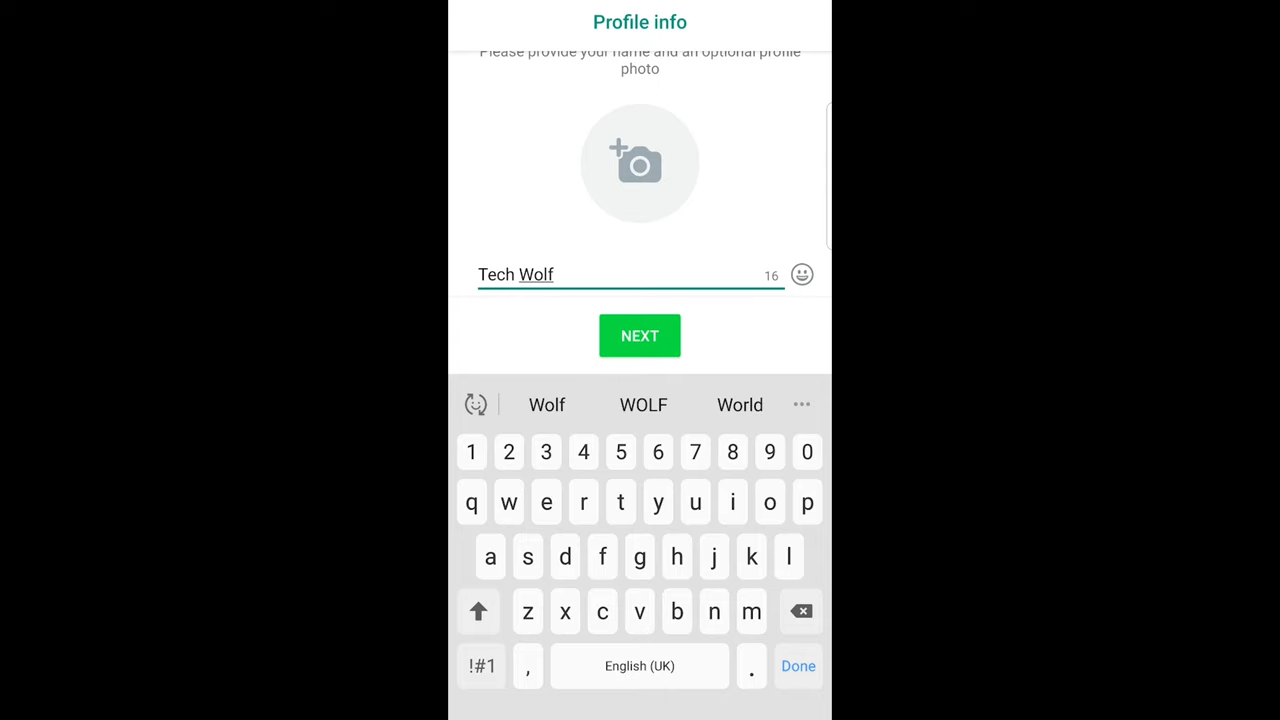 Profile info
Please provide your name and an optional profile
photo
Tech Wolf 16
NEXT
Wolf WOLF World ...
1 2 3 4 5 6 7 8 9 0
q w e r t y u i o p
a s d f g h j k l
z x c v b n m
!#1 , English (UK) . Done